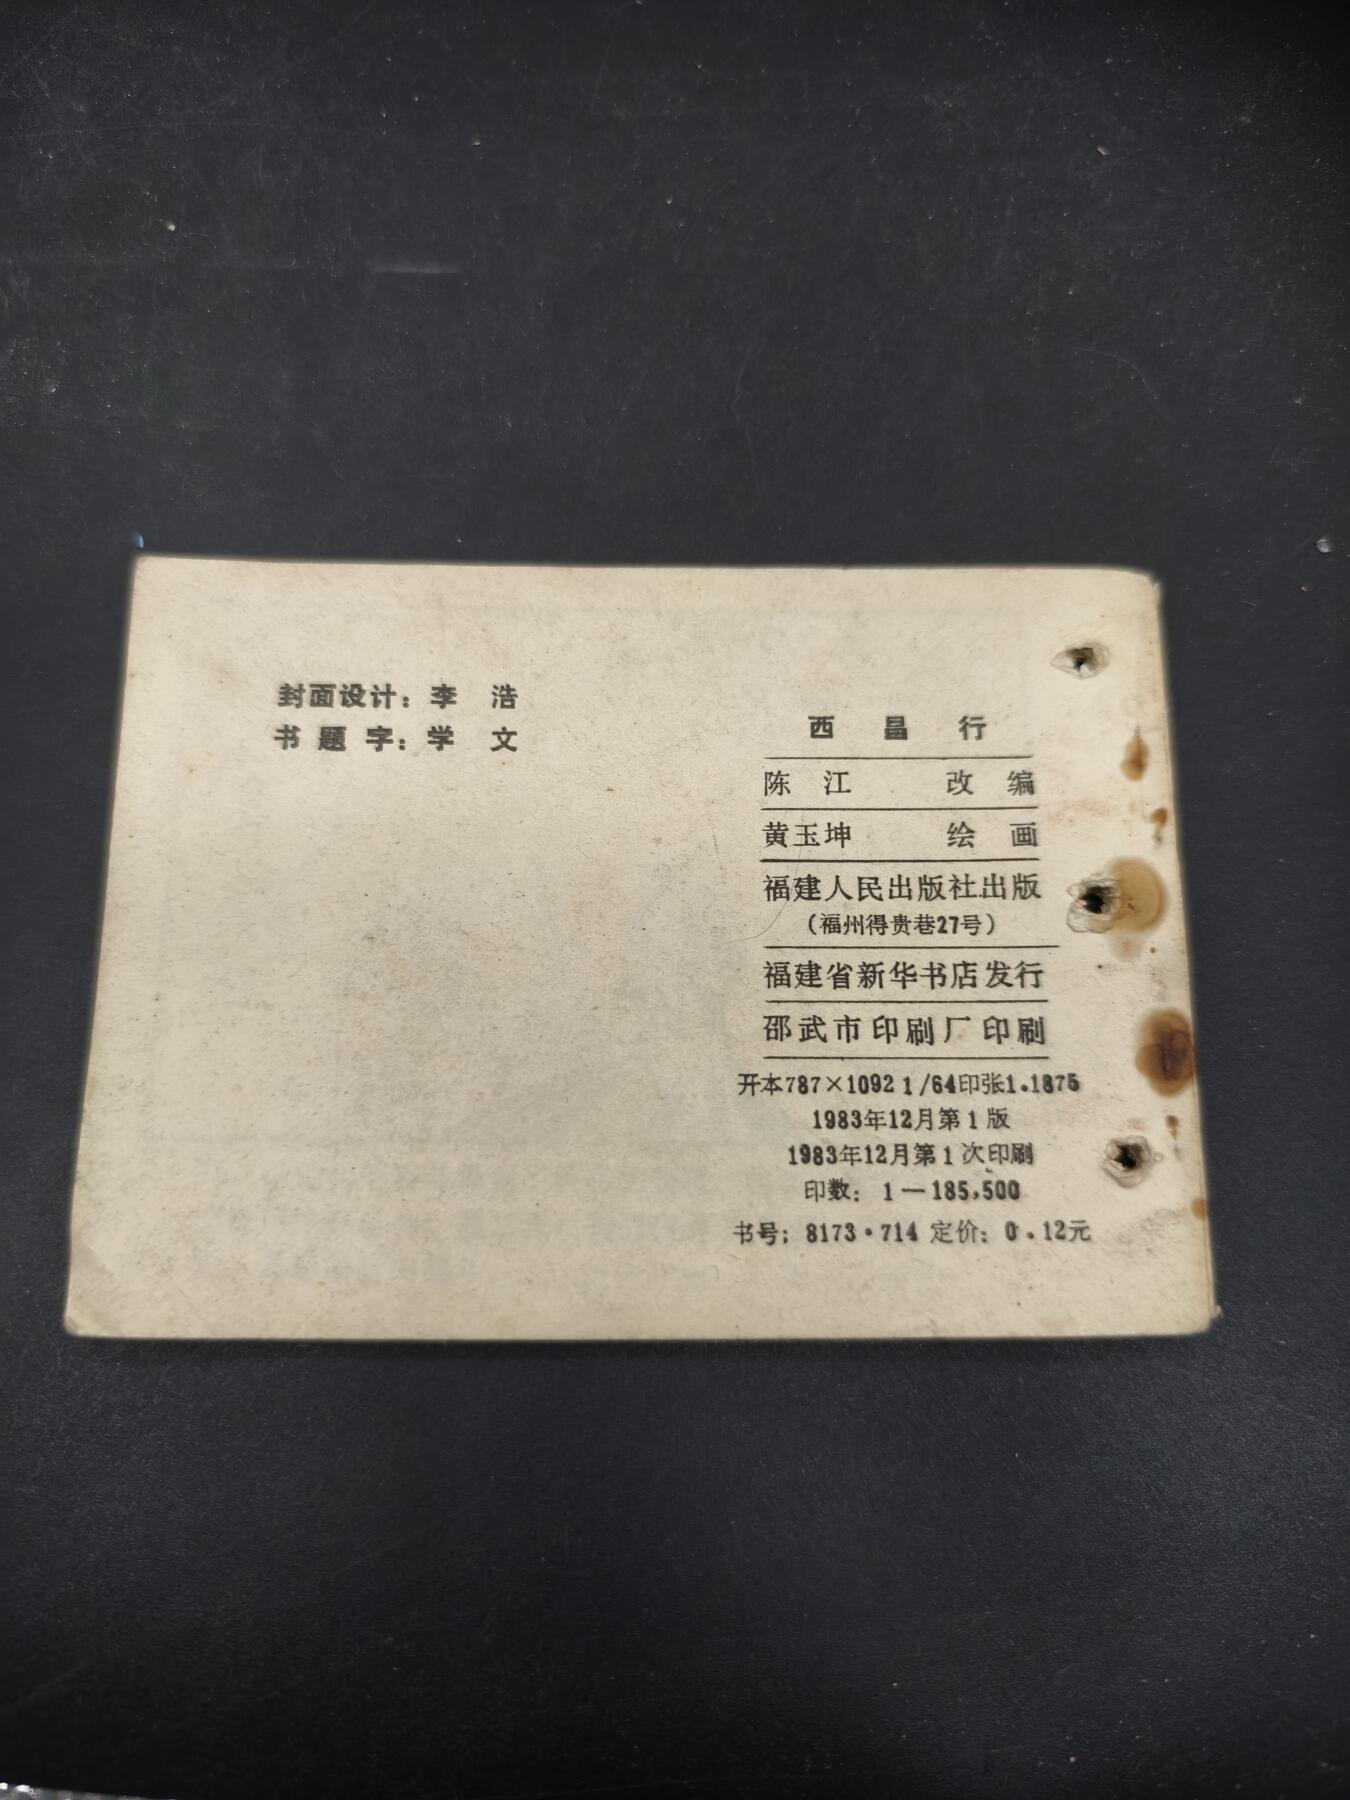 封面设计：李 浩
书 题 字：学 文
西 昌 行
陈 江 改 编
黄玉坤 绘 画
福建人民出版社出版
（福州得贵巷27号）
福建省新华书店发行
邵武市印刷厂印刷
开本787×1092 1/64印张1.1875
1983年12月第1版
1983年12月第1次印刷
印数：1—185,500
书号：8173·714 定价：0.12元